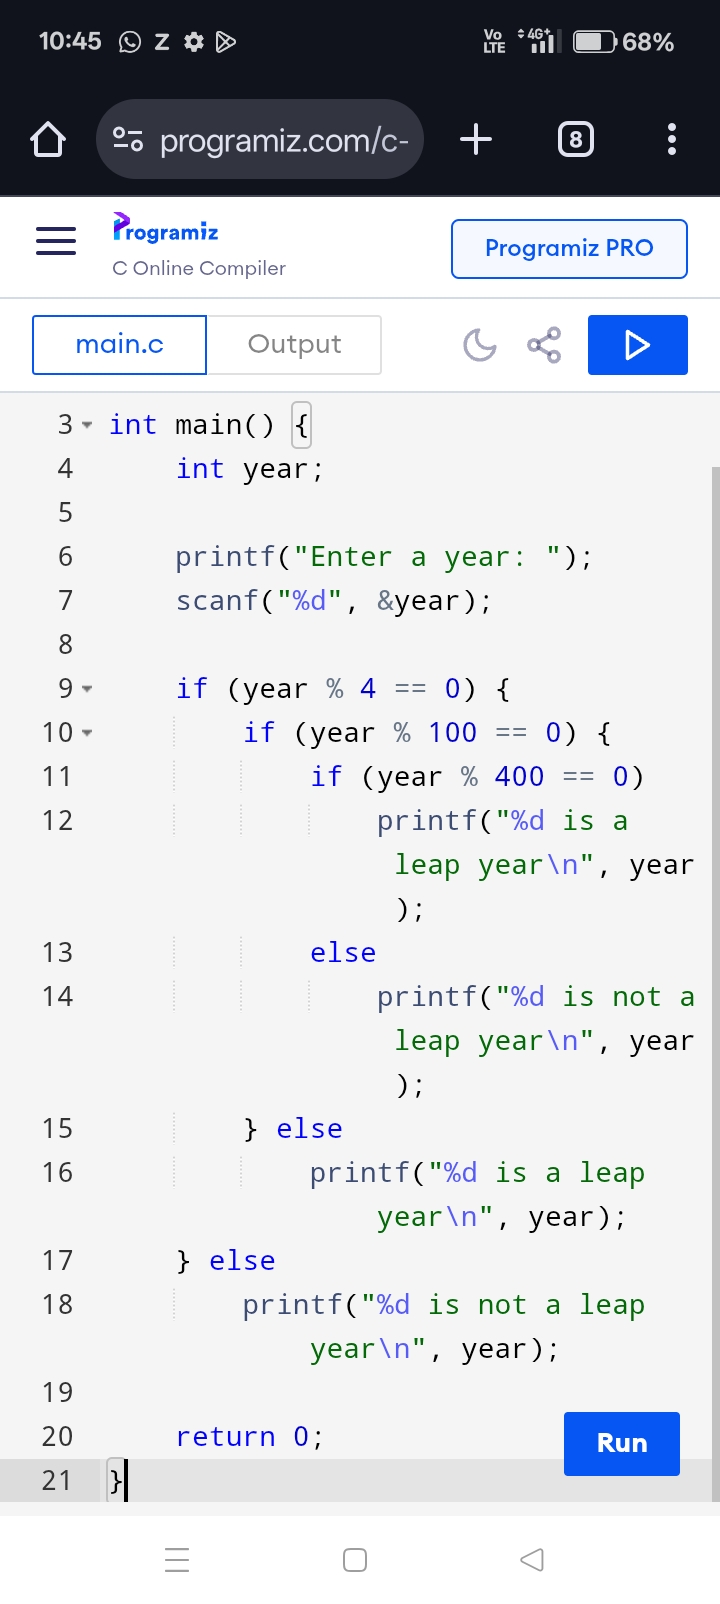 10:45 Z Vo LTE 4G+ 68%
programiz.com/c- 8
Programiz
C Online Compiler
Programiz PRO
main.c Output
3 int main() {
4 int year;
5
6 printf("Enter a year: ");
7 scanf("%d", &year);
8
9 if (year % 4 == 0) {
10 if (year % 100 == 0) {
11 if (year % 400 == 0)
12 printf("%d is a
leap year\n", year
);
13 else
14 printf("%d is not a
leap year\n", year
);
15 } else
16 printf("%d is a leap
year\n", year);
17 } else
18 printf("%d is not a leap
year\n", year);
19
20 return 0;
Run
21 }